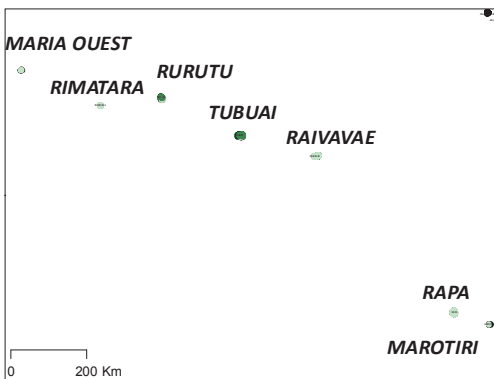 MARIA OUEST
RIMATARA
RURUTU
TUBUAI
RAIVAVAE
RAPA
MAROTIRI
0 200 Km